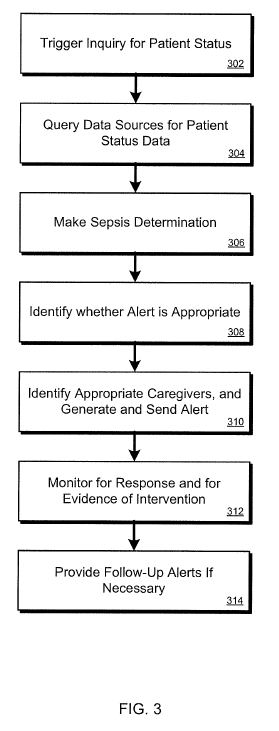 Trigger Inquiry for Patient Status
302
Query Data Sources for Patient
Status Data
304
Make Sepsis Determination
306
Identify whether Alert is Appropriate
308
Identify Appropriate Caregivers, and
Generate and Send Alert
310
Monitor for Response and for
Evidence of Intervention
312
Provide Follow-Up Alerts If
Necessary
314
FIG. 3